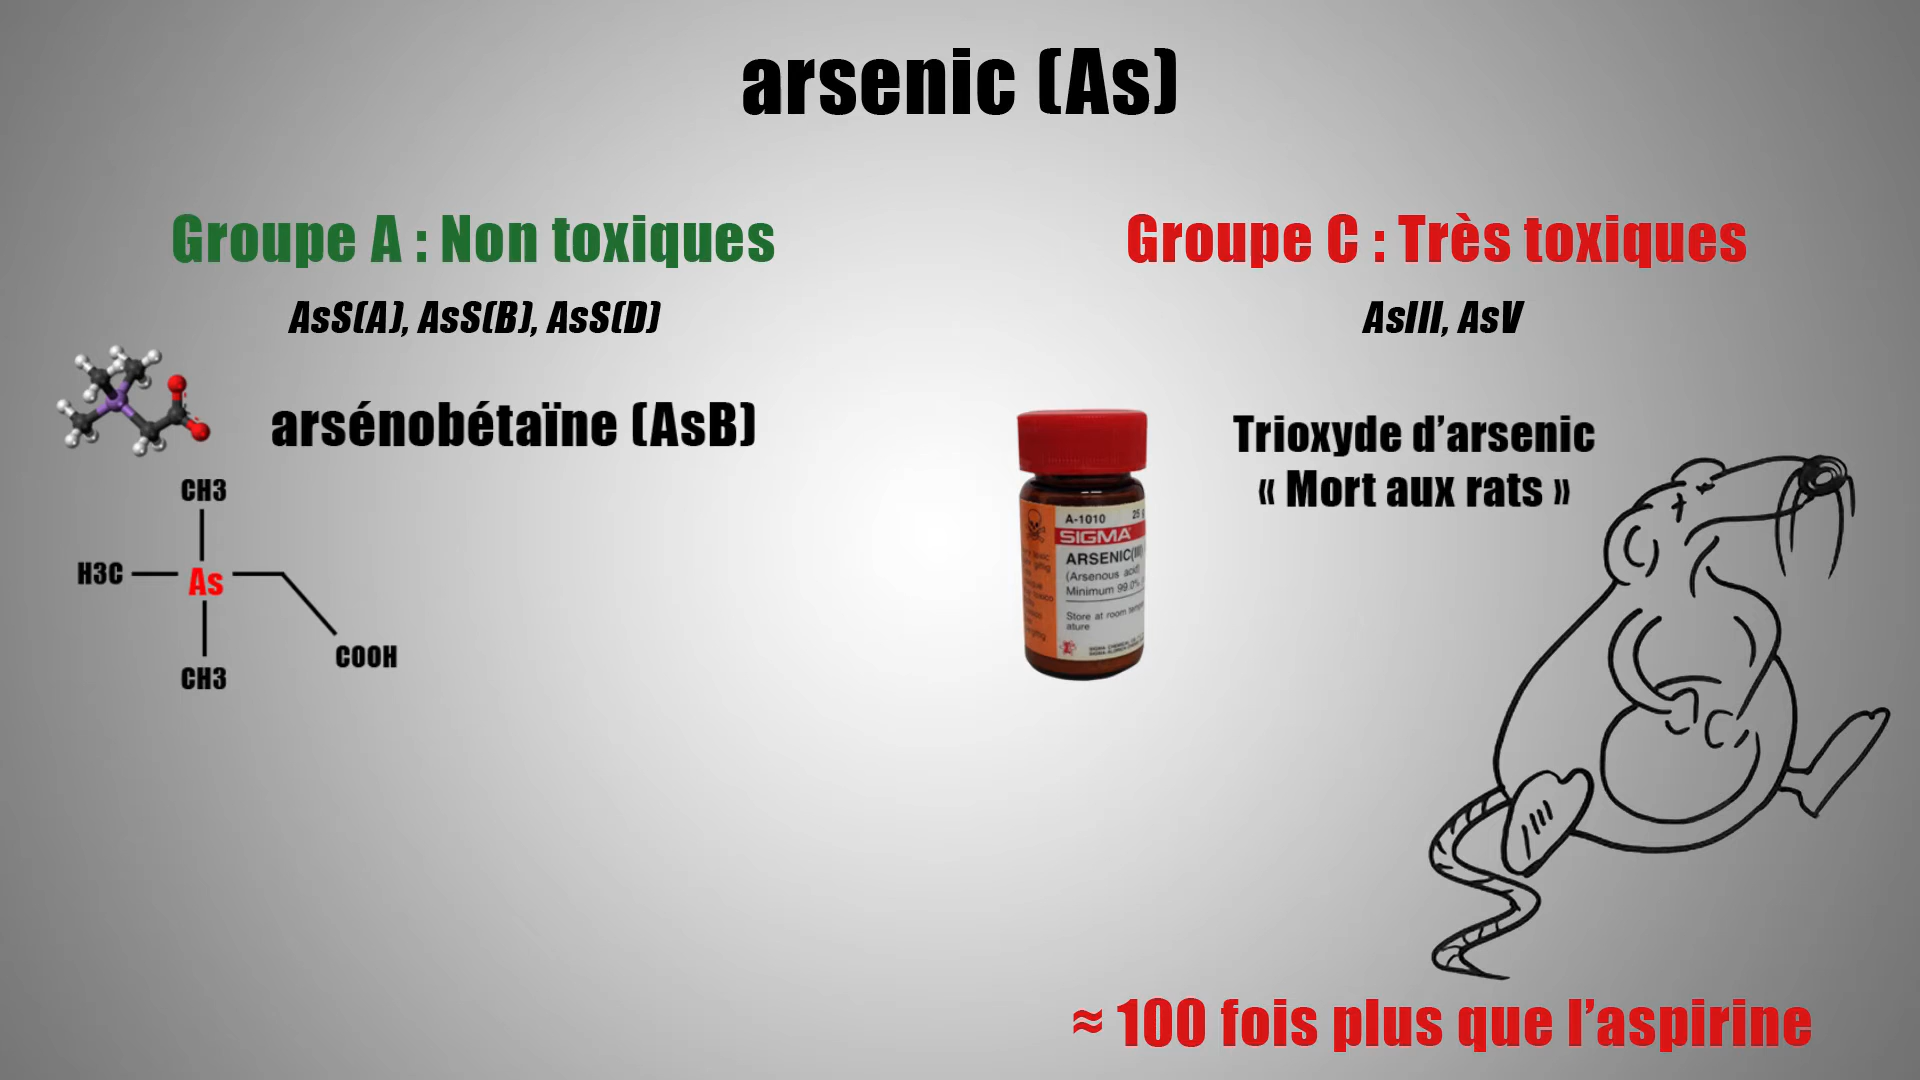 arsenic (As)
Groupe A : Non toxiques
AsS(A), AsS(B), AsS(D)
arsénobétaïne (AsB)
CH3
H3C
As
COOH
CH3
Groupe C : Très toxiques
AsIII, AsV
Trioxyde d’arsenic
« Mort aux rats »
A-1010 25 g
SIGMA
ARSENIC(III)
(Arsenous acid)
Minimum 99.0%
Store at room temper-
ature
≈ 100 fois plus que l’aspirine